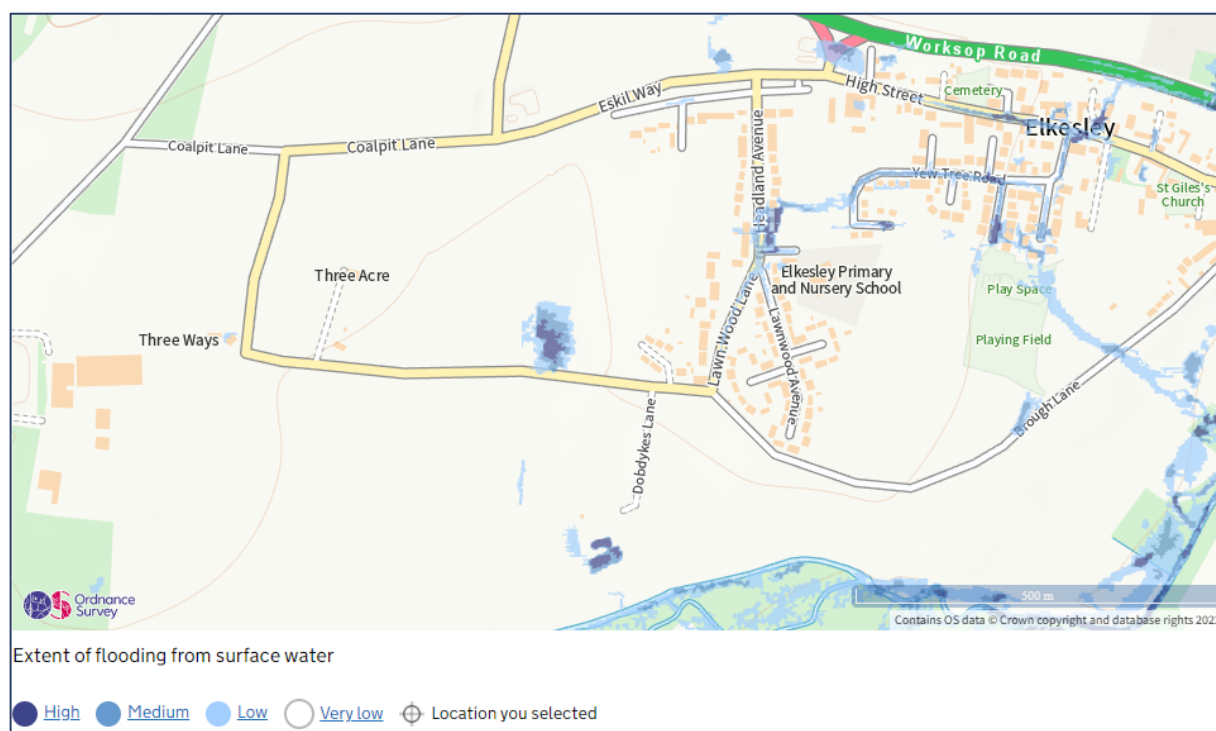 Worksop Road
High Street
Cemetery
Eskil Way
Elkesley
Coalpit Lane
Coalpit Lane
Headland Avenue
Yew Tree Road
St Giles's
Church
Three Acre
Elkesley Primary
and Nursery School
Play Space
Three Ways
Lawn Wood Lane
Lawnwood Avenue
Playing Field
Brough Lane
Dobdykes Lane
Ordnance
Survey
500 m
Contains OS data © Crown copyright and database rights 202
Extent of flooding from surface water
High Medium Low Very low Location you selected